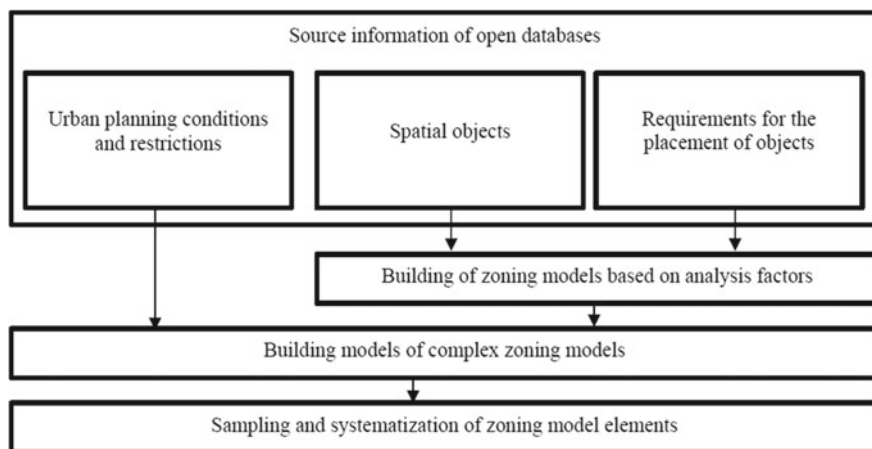 Source information of open databases
Urban planning conditions
and restrictions
Spatial objects
Requirements for the
placement of objects
Building of zoning models based on analysis factors
Building models of complex zoning models
Sampling and systematization of zoning model elements